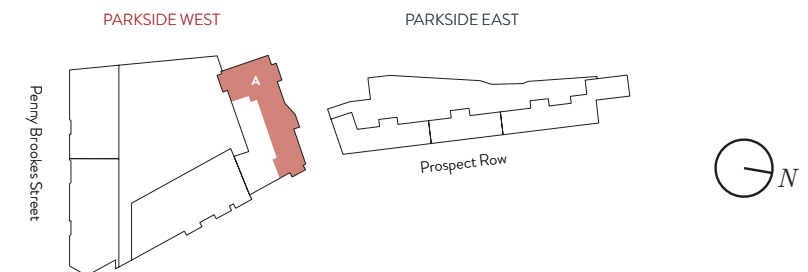 PARKSIDE WEST
PARKSIDE EAST
A
Penny Brookes Street
Prospect Row
N